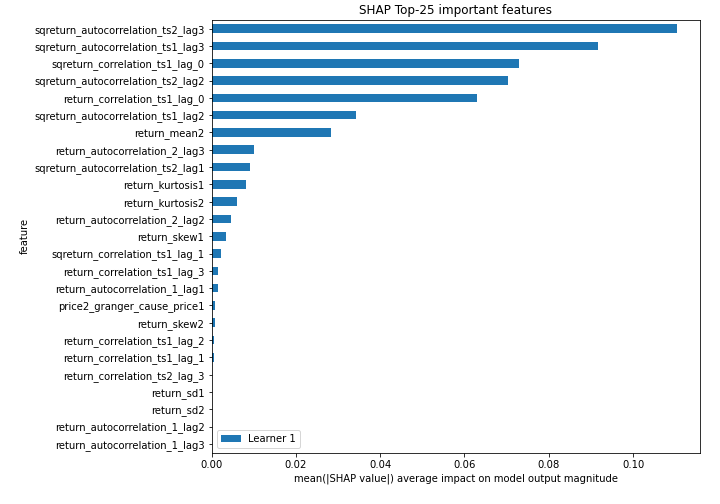 SHAP Top-25 important features
sqreturn_autocorrelation_ts2_lag3
sqreturn_autocorrelation_ts1_lag3
sqreturn_correlation_ts1_lag_0
sqreturn_autocorrelation_ts2_lag2
return_correlation_ts1_lag_0
sqreturn_autocorrelation_ts1_lag2
return_mean2
return_autocorrelation_2_lag3
sqreturn_autocorrelation_ts2_lag1
return_kurtosis1
return_kurtosis2
return_autocorrelation_2_lag2
return_skew1
sqreturn_correlation_ts1_lag_1
return_correlation_ts1_lag_3
return_autocorrelation_1_lag1
price2_granger_cause_price1
return_skew2
return_correlation_ts1_lag_2
return_correlation_ts1_lag_1
return_correlation_ts2_lag_3
return_sd1
return_sd2
return_autocorrelation_1_lag2
return_autocorrelation_1_lag3
feature
Learner 1
0.00 0.02 0.04 0.06 0.08 0.10
mean(|SHAP value|) average impact on model output magnitude